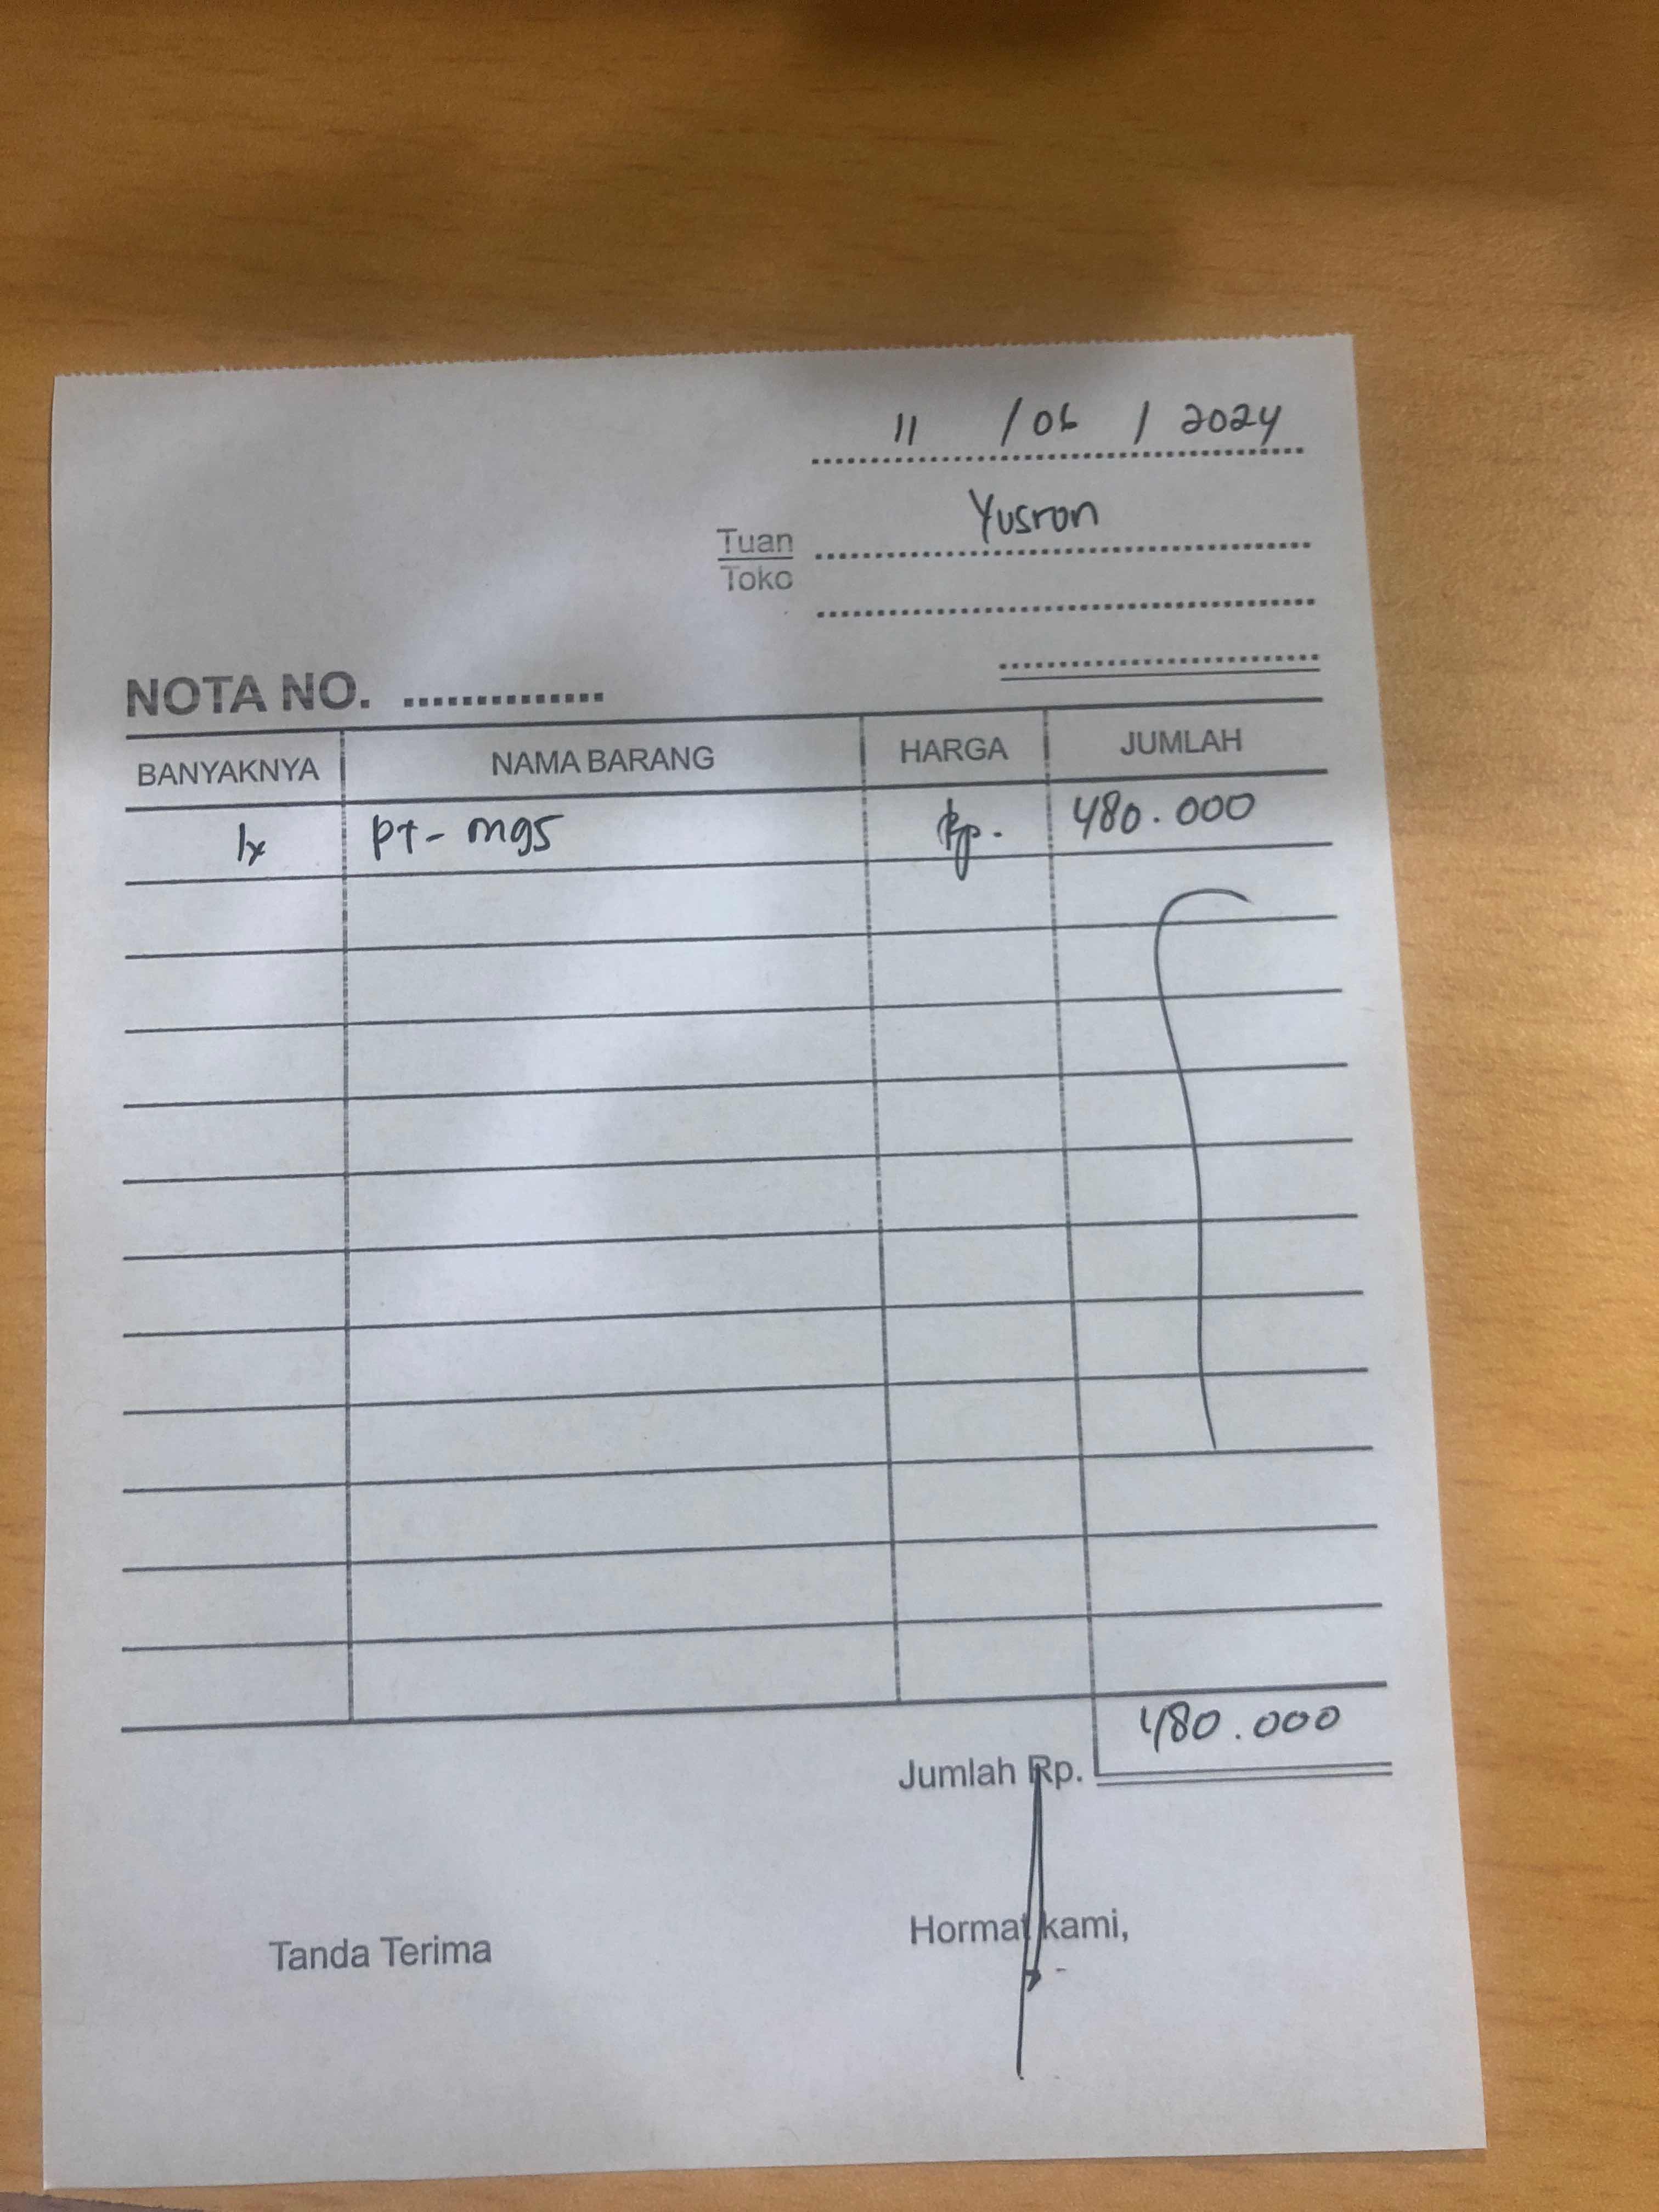 11 / 06 / 2024
Tuan Yusron
Toko
NOTA NO. ..............
BANYAKNYA NAMA BARANG HARGA JUMLAH
1x pt- mg5 Rp. 480.000
Jumlah Rp. 480.000
Tanda Terima Hormat kami,